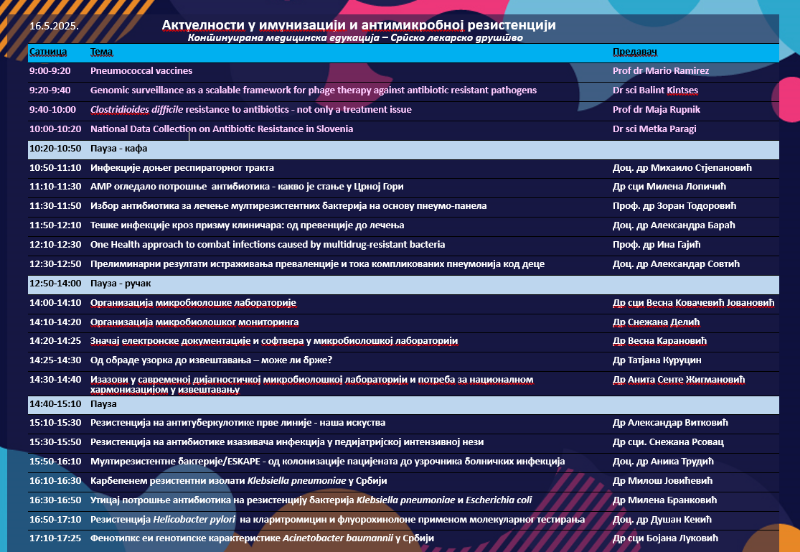 16.5.2025. Актуелности у имунизацији и антимикробној резистенцији
Континуирана медицинска едукација – Српско лекарско друштво
Сатница Тема Предавач
9:00-9:20 Pneumococcal vaccines Prof dr Mario Ramirez
9:20-9:40 Genomic surveillance as a scalable framework for phage therapy against antibiotic resistant pathogens Dr sci Balint Kintses
9:40-10:00 Clostridioides difficile resistance to antibiotics - not only a treatment issue Prof dr Maja Rupnik
10:00-10:20 National Data Collection on Antibiotic Resistance in Slovenia Dr sci Metka Paragi
10:20-10:50 Пауза - кафа
10:50-11:10 Инфекције доњег респираторног тракта Доц. др Михаило Стјепановић
11:10-11:30 АМР огледало потрошње антибиотика - какво је стање у Црној Гори Др сци Милена Лопичић
11:30-11:50 Избор антибиотика за лечење мултирезистентних бактерија на основу пнеумо-панела Проф. др Зоран Тодоровић
11:50-12:10 Тешке инфекције кроз призму клиничара: од превенције до лечења Доц. др Александра Бараћ
12:10-12:30 One Health approach to combat infections caused by multidrug-resistant bacteria Проф. др Ина Гајић
12:30-12:50 Прелиминарни резултати истраживања преваленције и тока компликованих пнеумонија код деце Доц. др Александар Совтић
12:50-14:00 Пауза - ручак
14:00-14:10 Организација микробиолошке лабораторије Др сци Весна Ковачевић Јовановић
14:10-14:20 Организација микробиолошког мониторинга Др Снежана Делић
14:20-14:25 Значај електронске документације и софтвера у микробиолошкој лабораторији Др Весна Карановић
14:25-14:30 Од обраде узорка до извештавања – може ли брже? Др Татјана Куруцин
14:30-14:40 Изазови у савременој дијагностичкој микробиолошкој лабораторији и потреба за националном Др Анита Сенте Жигмановић
хармонизацијом у извештавању
14:40-15:10 Пауза
15:10-15:30 Резистенција на антитуберкулотике прве линије - наша искуства Др Александар Витковић
15:30-15:50 Резистенција на антибиотике изазивача инфекција у педијатријској интензивној нези Др сци. Снежана Рсовац
15:50-16:10 Мултирезистентне бактерије/ESKAPE - од колонизације пацијената до узрочника болничких инфекција Доц. др Аника Трудић
16:10-16:30 Карбепенем резистентни изолати Klebsiella pneumoniae у Србији Др Милош Јовићевић
16:30-16:50 Утицај потрошње антибиотика на резистенцију бактерија Klebsiella pneumoniae и Escherichia coli Др Милена Бранковић
16:50-17:10 Резистенција Helicobacter pylori на кларитромицин и флуорохинолоне применом молекуларног тестирања Доц. др Душан Кекић
17:10-17:25 Фенотипкс еи генотипске карактеристике Acinetobacter baumannii у Србији Др сци Бојана Луковић